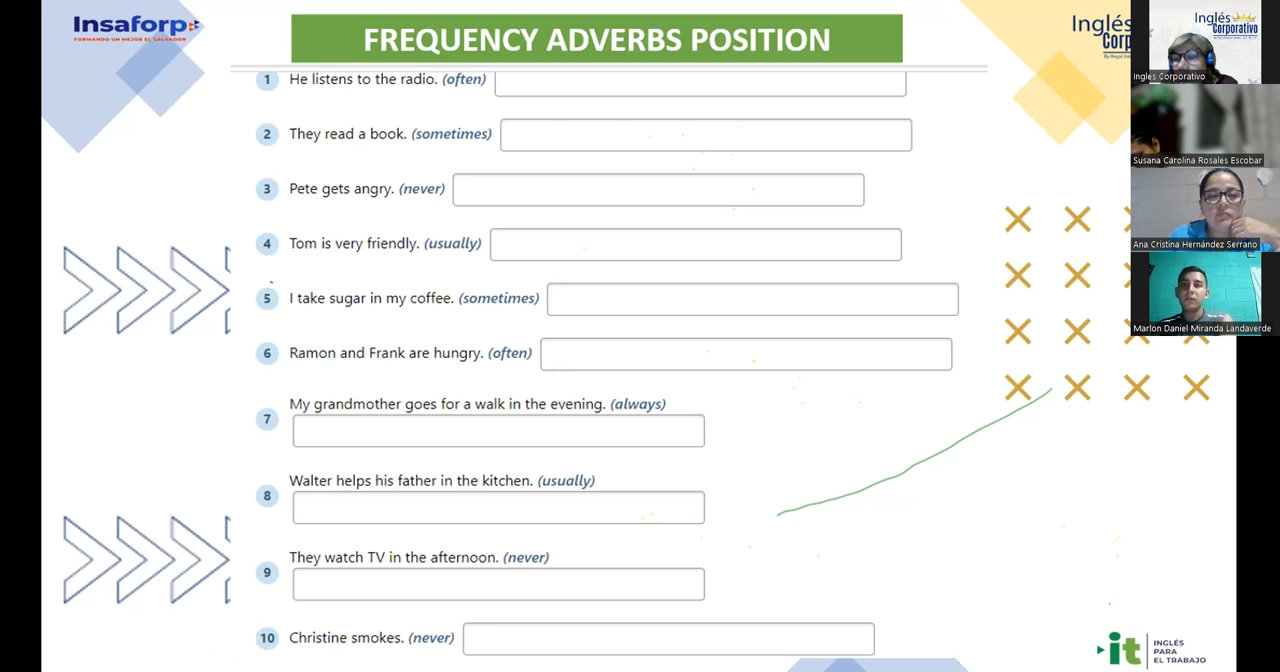 Insaforp
FORMANDO UN MEJOR EL SALVADOR
FREQUENCY ADVERBS POSITION
Inglés
Corp
Inglés
Corporativo
Ingles Corporativo
Susana Carolina Rosales Escobar
Ana Cristina Hernández Serrano
Marlon Daniel Miranda Landaverde
1 He listens to the radio. (often)
2 They read a book. (sometimes)
3 Pete gets angry. (never)
4 Tom is very friendly. (usually)
5 I take sugar in my coffee. (sometimes)
6 Ramon and Frank are hungry. (often)
7 My grandmother goes for a walk in the evening. (always)
8 Walter helps his father in the kitchen. (usually)
9 They watch TV in the afternoon. (never)
10 Christine smokes. (never)
it
INGLÉS
PARA
EL TRABAJO